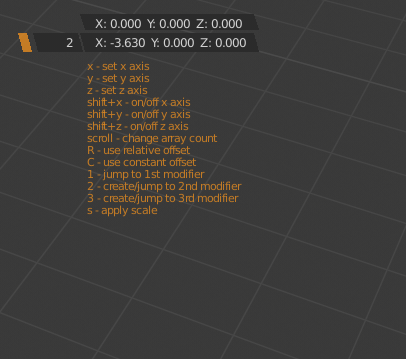 X: 0.000 Y: 0.000 Z: 0.000
2 X: -3.630 Y: 0.000 Z: 0.000
x - set x axis
y - set y axis
z - set z axis
shift+x - on/off x axis
shift+y - on/off y axis
shift+z - on/off z axis
scroll - change array count
R - use relative offset
C - use constant offset
1 - jump to 1st modifier
2 - create/jump to 2nd modifier
3 - create/jump to 3rd modifier
s - apply scale